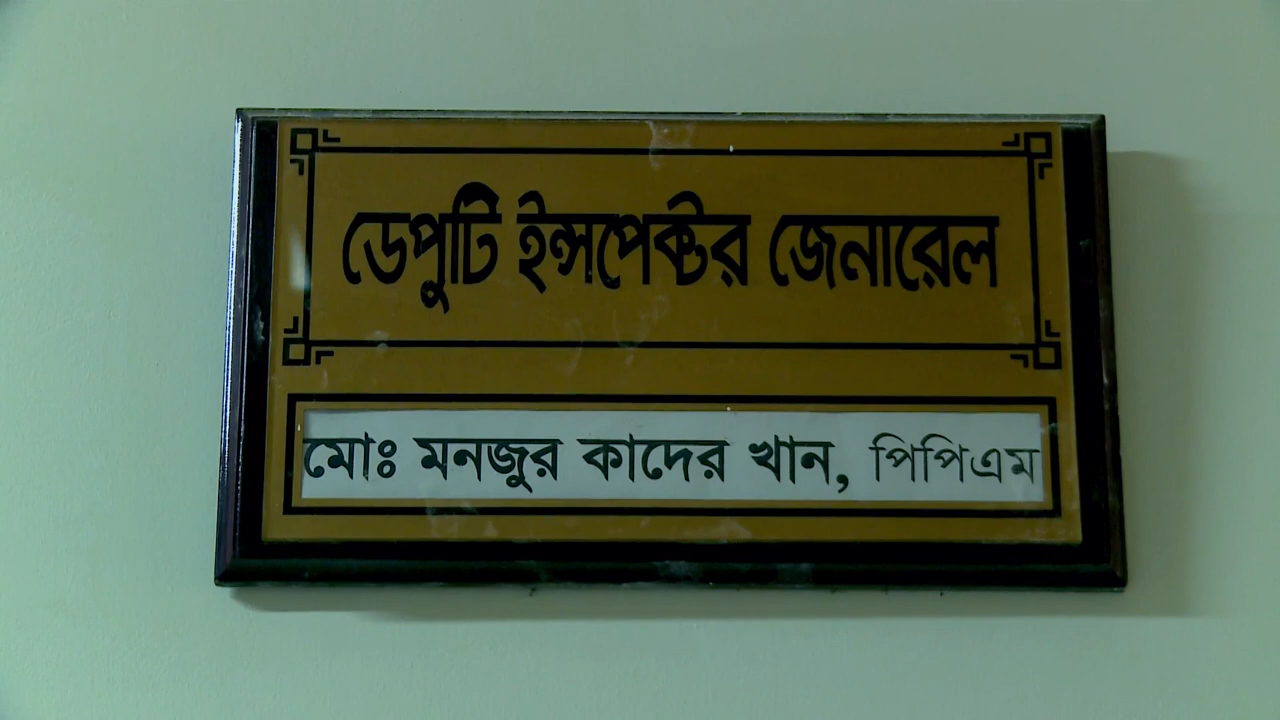 ডেপুটি ইন্সপেক্টর জেনারেল
মোঃ মনজুর কাদের খান, পিপিএম